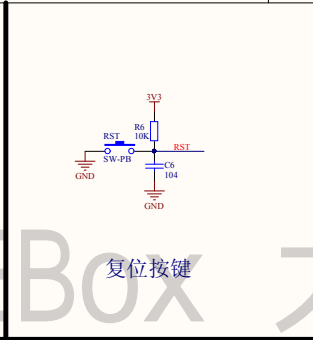 3V3
R6
10K
RST
RST
SW-PB
C6
104
GND
GND
复位按键
Box